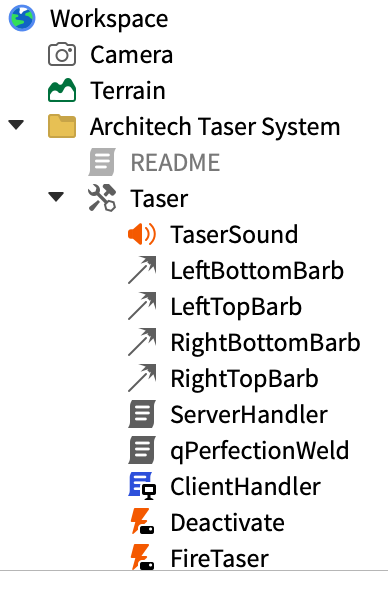 Workspace
Camera
Terrain
Architech Taser System
README
Taser
TaserSound
LeftBottomBarb
LeftTopBarb
RightBottomBarb
RightTopBarb
ServerHandler
qPerfectionWeld
ClientHandler
Deactivate
FireTaser